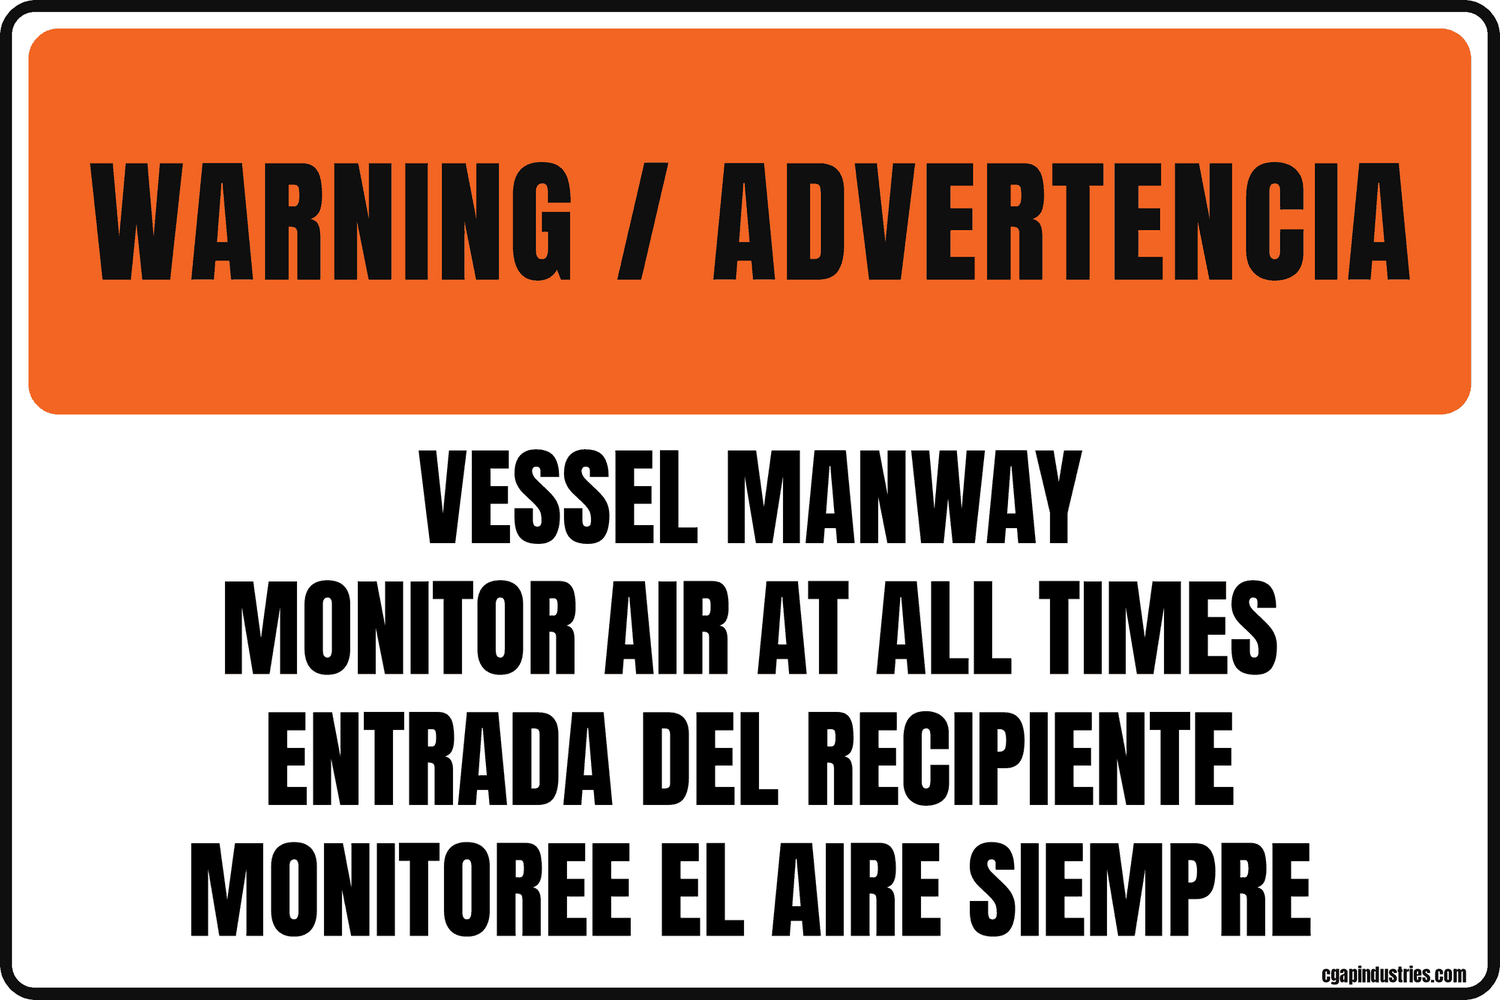 WARNING / ADVERTENCIA
VESSEL MANWAY
MONITOR AIR AT ALL TIMES
ENTRADA DEL RECIPIENTE
MONITOREE EL AIRE SIEMPRE
cgapindustries.com